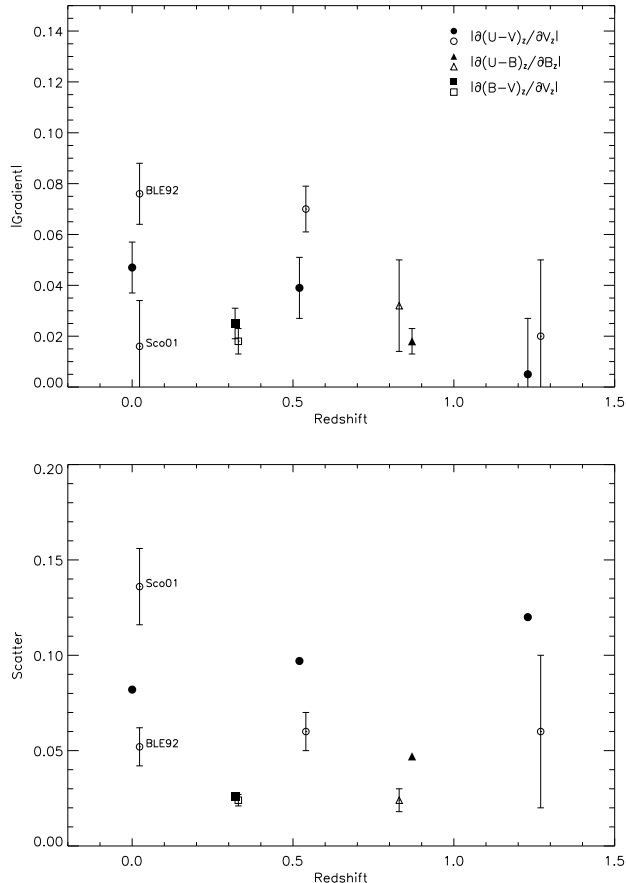 0.14
0.12
0.10
0.08
0.06
0.04
0.02
0.00
|Gradient|
|∂(U−V)z/∂Vz|
|∂(U−B)z/∂Bz|
|∂(B−V)z/∂Vz|
BLE92
Sco01
0.0 0.5 1.0 1.5
Redshift
0.20
0.15
0.10
0.05
0.00
Scatter
Sco01
BLE92
0.0 0.5 1.0 1.5
Redshift